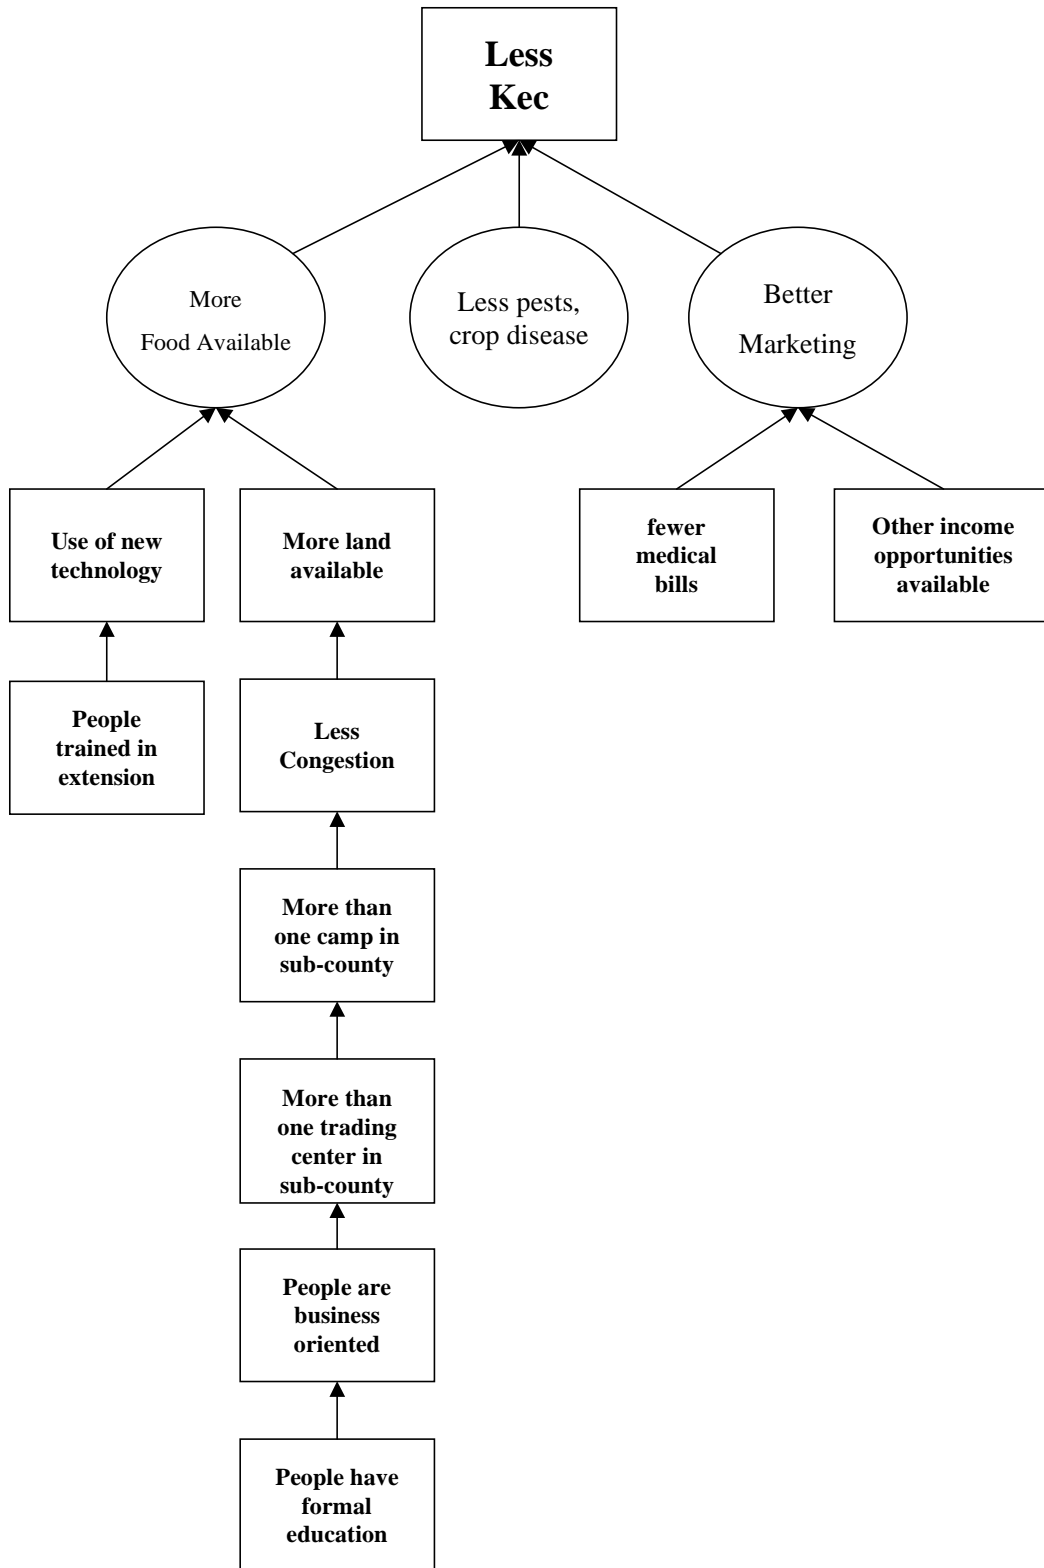 Less
Kec
More
Food Available
Less pests,
crop disease
Better
Marketing
Use of new
technology
More land
available
fewer
medical
bills
Other income
opportunities
available
People
trained in
extension
Less
Congestion
More than
one camp in
sub-county
More than
one trading
center in
sub-county
People are
business
oriented
People have
formal
education